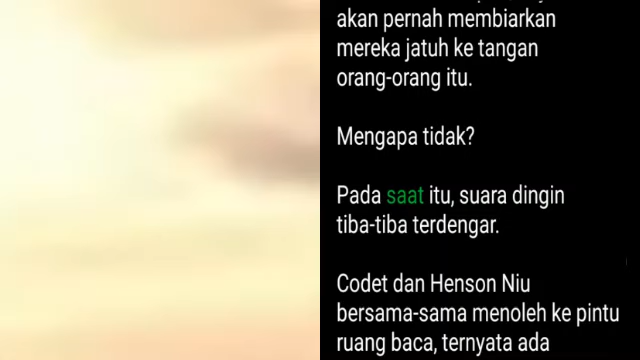 akan pernah membiarkan
mereka jatuh ke tangan
orang-orang itu.
Mengapa tidak?
Pada saat itu, suara dingin
tiba-tiba terdengar.
Codet dan Henson Niu
bersama-sama menoleh ke pintu
ruang baca, ternyata ada